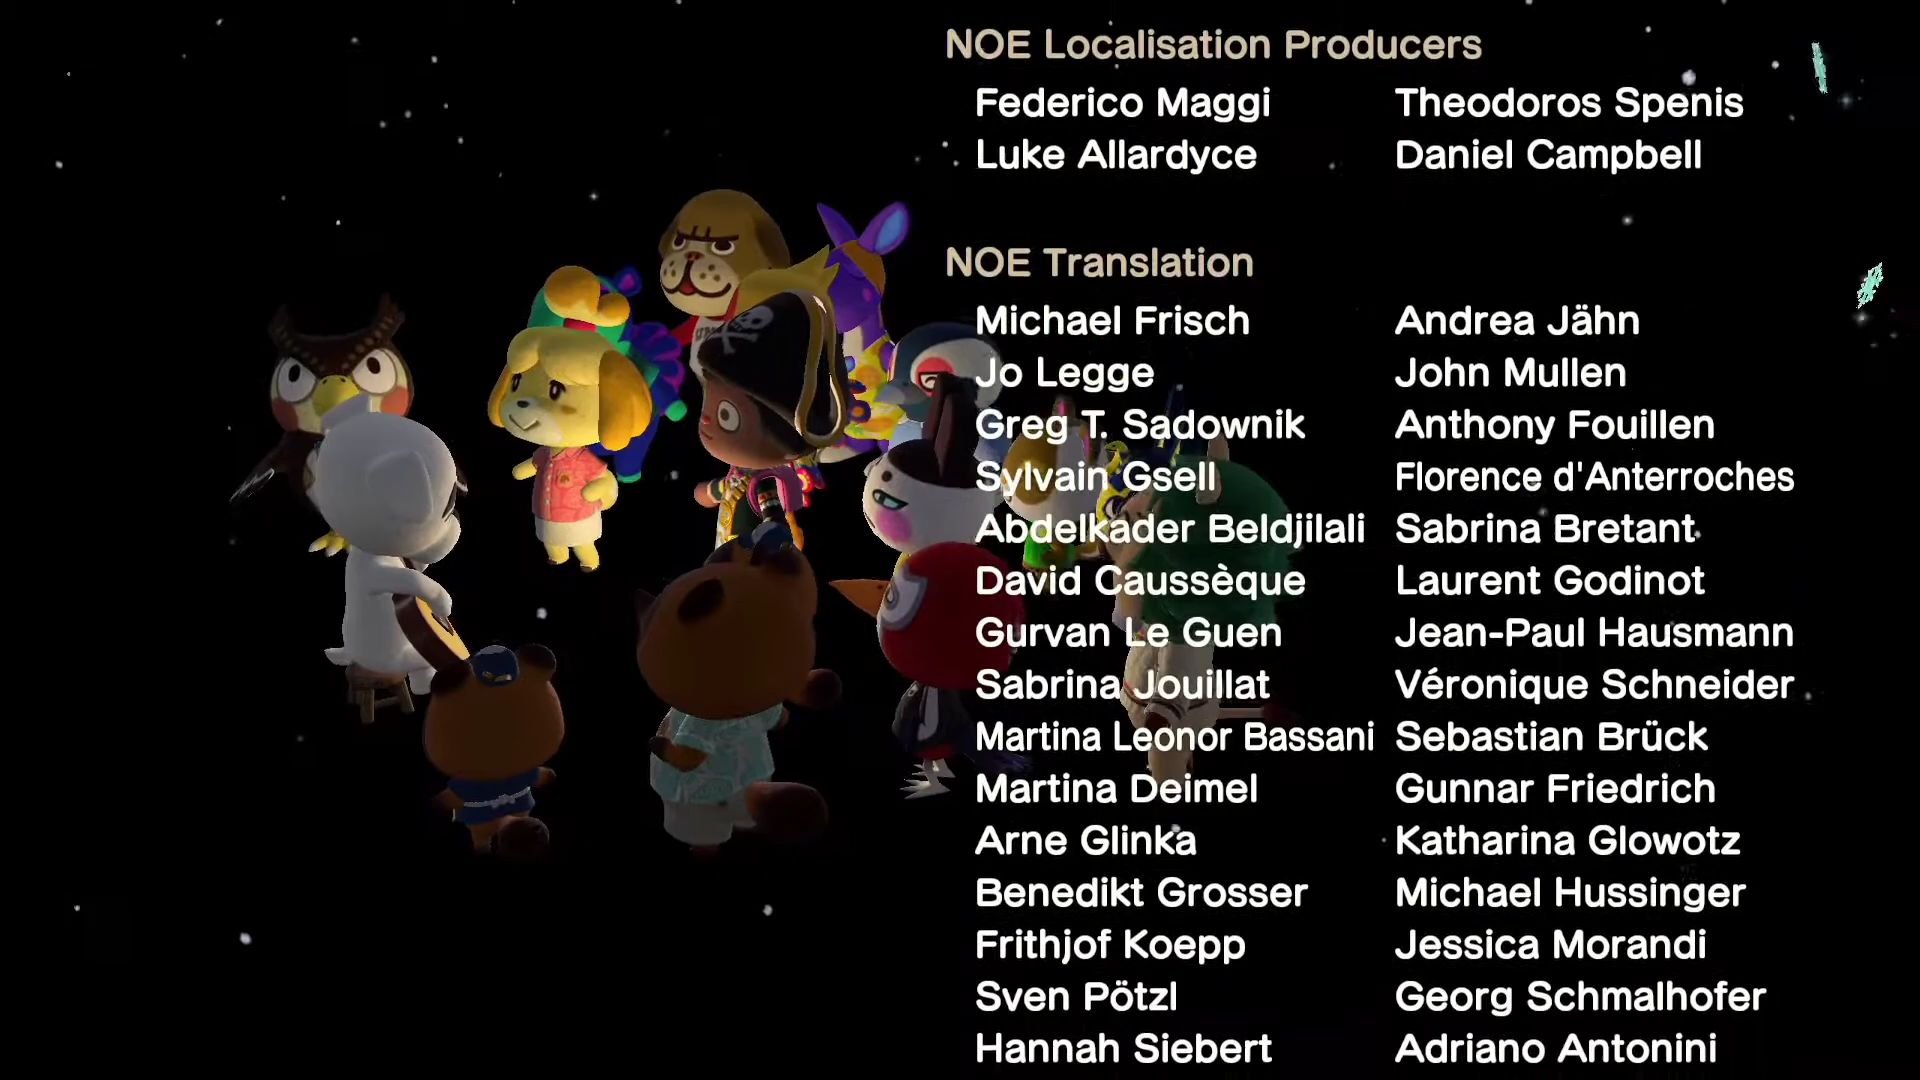 NOE Localisation Producers
Federico Maggi Theodoros Spenis
Luke Allardyce Daniel Campbell
NOE Translation
Michael Frisch Andrea Jähn
Jo Legge John Mullen
Greg T. Sadownik Anthony Fouillen
Sylvain Gsell Florence d'Anterroches
Abdelkader Beldjilali Sabrina Bretant
David Caussèque Laurent Godinot
Gurvan Le Guen Jean-Paul Hausmann
Sabrina Jouillat Véronique Schneider
Martina Leonor Bassani Sebastian Brück
Martina Deimel Gunnar Friedrich
Arne Glinka Katharina Glowotz
Benedikt Grosser Michael Hussinger
Frithjof Koepp Jessica Morandi
Sven Pötzl Georg Schmalhofer
Hannah Siebert Adriano Antonini